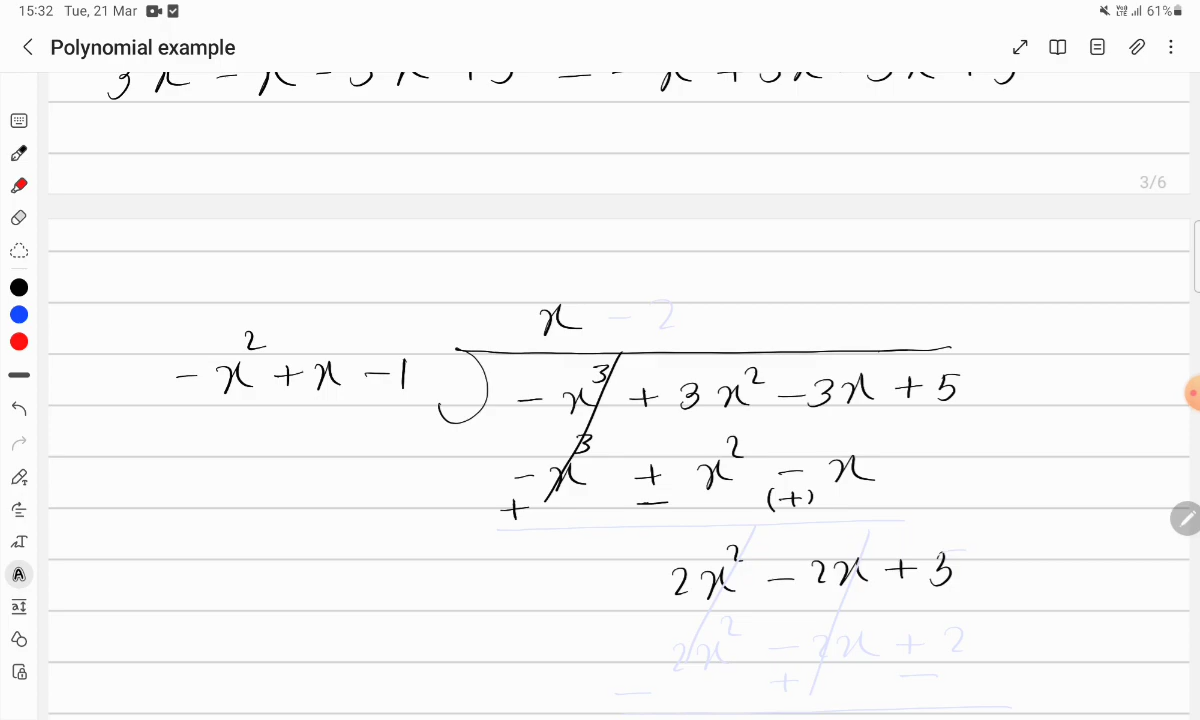 15:32 Tue, 21 Mar 61%
Polynomial example
3/6
x - 2
-x² + x - 1 ) -x³ + 3x² - 3x + 5
-x³ ± x² - x
+ - (+)
2x² - 2x + 5
2x² - 2x + 2
- + -